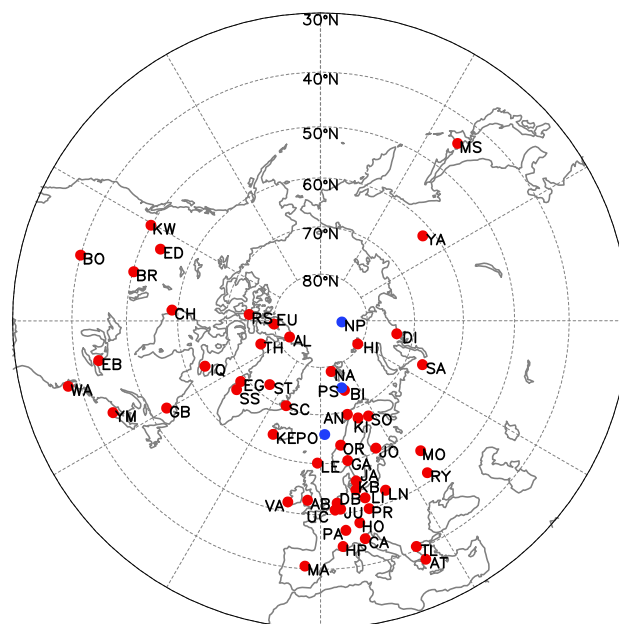 30°N
40°N
50°N
MS
60°N
KW
70°N
YA
ED
BO
BR
80°N
CH
RS EU
NP
AL
DI
TH
HI
EB
IQ
SA
NA
WA
EG ST
PS BI
SS
GB
SC
YM
AN
KI SO
KE PO
OR
JO
MO
LE
GA
RY
JA
KB
LN
VA
AB
DB
LI
UC
JU
PR
HO
PA
CA
HP
TL
MA
AT